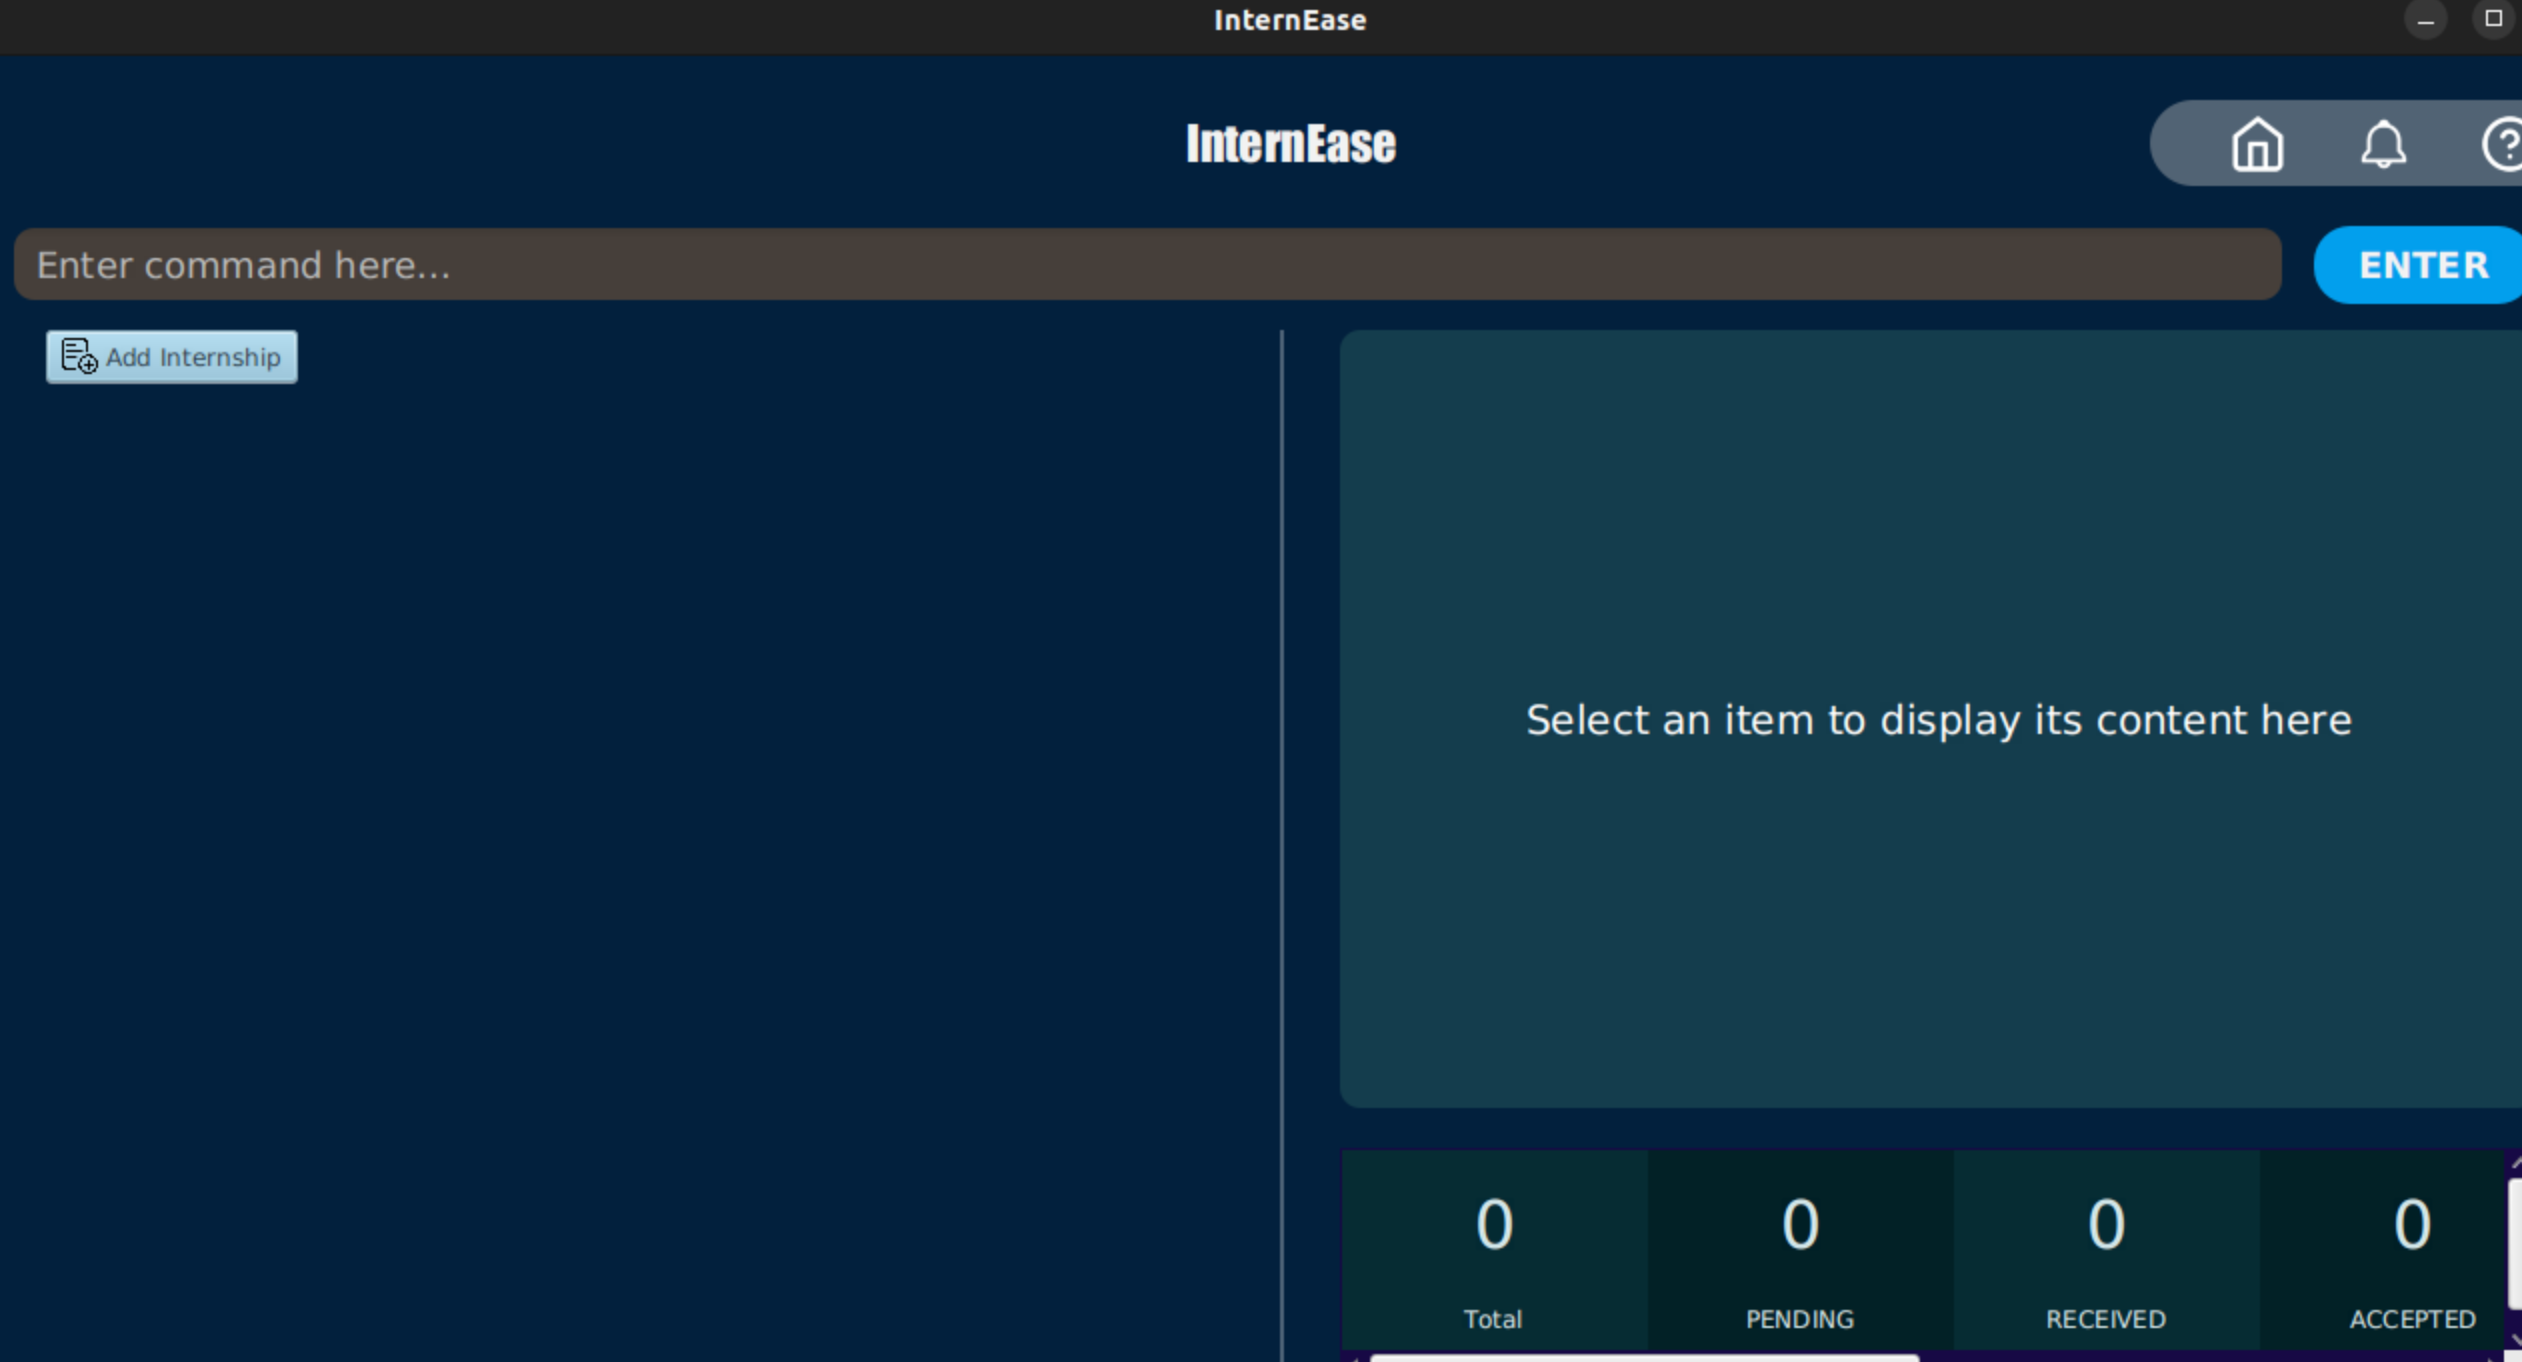 InternEase
InternEase
Enter command here...
ENTER
Add Internship
Select an item to display its content here
0
0
0
0
Total
PENDING
RECEIVED
ACCEPTED